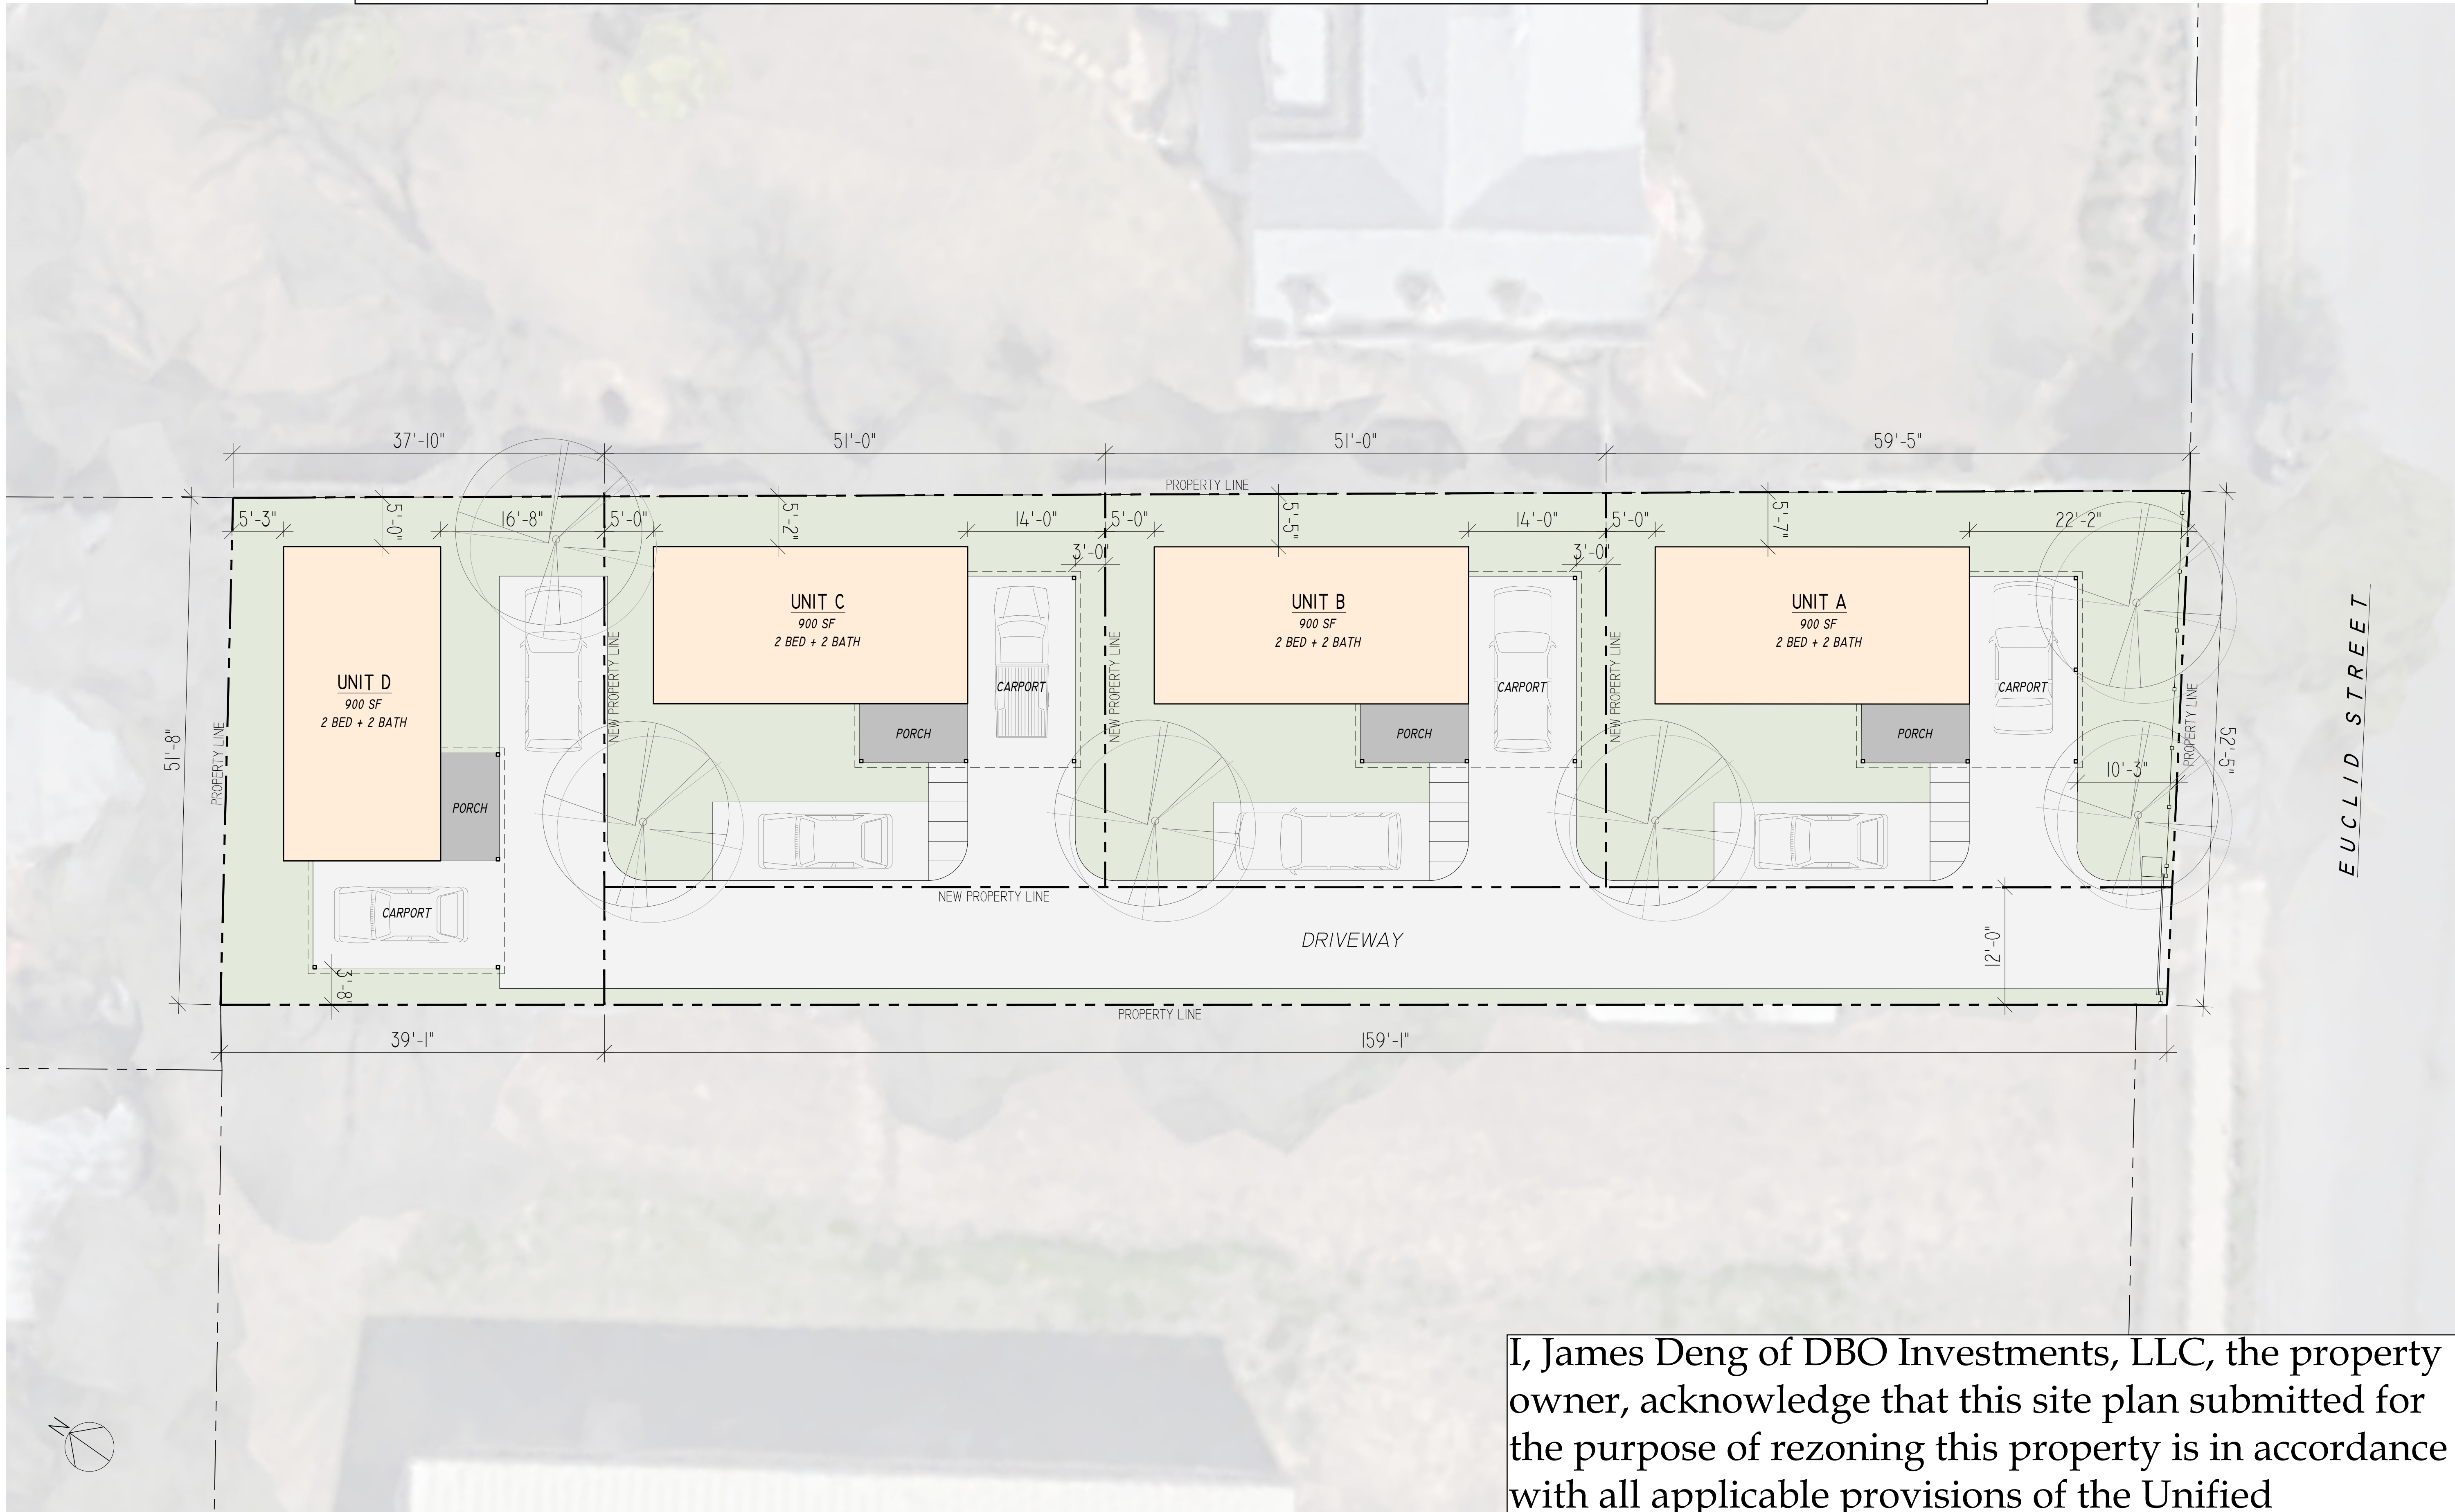 37'-10"
51'-0"
51'-0"
59'-5"
PROPERTY LINE
5'-3"
5'-0"
16'-8"
5'-0"
5'-2"
14'-0"
5'-0"
5'-5"
14'-0"
5'-0"
5'-7"
22'-2"
3'-0"
3'-0"
UNIT D
900 SF
2 BED + 2 BATH
UNIT C
900 SF
2 BED + 2 BATH
UNIT B
900 SF
2 BED + 2 BATH
UNIT A
900 SF
2 BED + 2 BATH
CARPORT
CARPORT
CARPORT
NEW PROPERTY LINE
NEW PROPERTY LINE
NEW PROPERTY LINE
PORCH
PORCH
PORCH
PORCH
51'-8"
PROPERTY LINE
PROPERTY LINE
52'-5"
10'-3"
EUCLID STREET
CARPORT
NEW PROPERTY LINE
DRIVEWAY
12'-0"
3'-8"
PROPERTY LINE
39'-1"
159'-1"
N
I, James Deng of DBO Investments, LLC, the property
owner, acknowledge that this site plan submitted for
the purpose of rezoning this property is in accordance
with all applicable provisions of the Unified